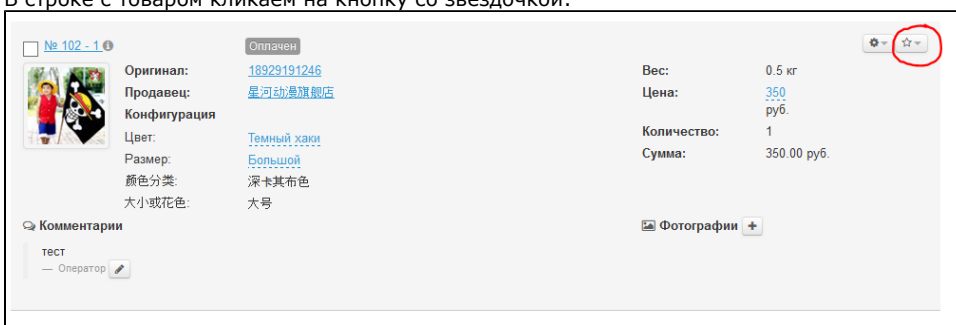 В строке с товаром кликаем на кнопку со звездочкой:
№ 102 - 1 Оплачен
Оригинал: 18929191246 Вес: 0.5 кг
Продавец: 星河动漫旗舰店 Цена: 350
руб.
Конфигурация
Цвет: Темный хаки Количество: 1
Размер: Большой Сумма: 350.00 руб.
颜色分类: 深卡其布色
大小或花色: 大号
Комментарии Фотографии +
тест
— Оператор